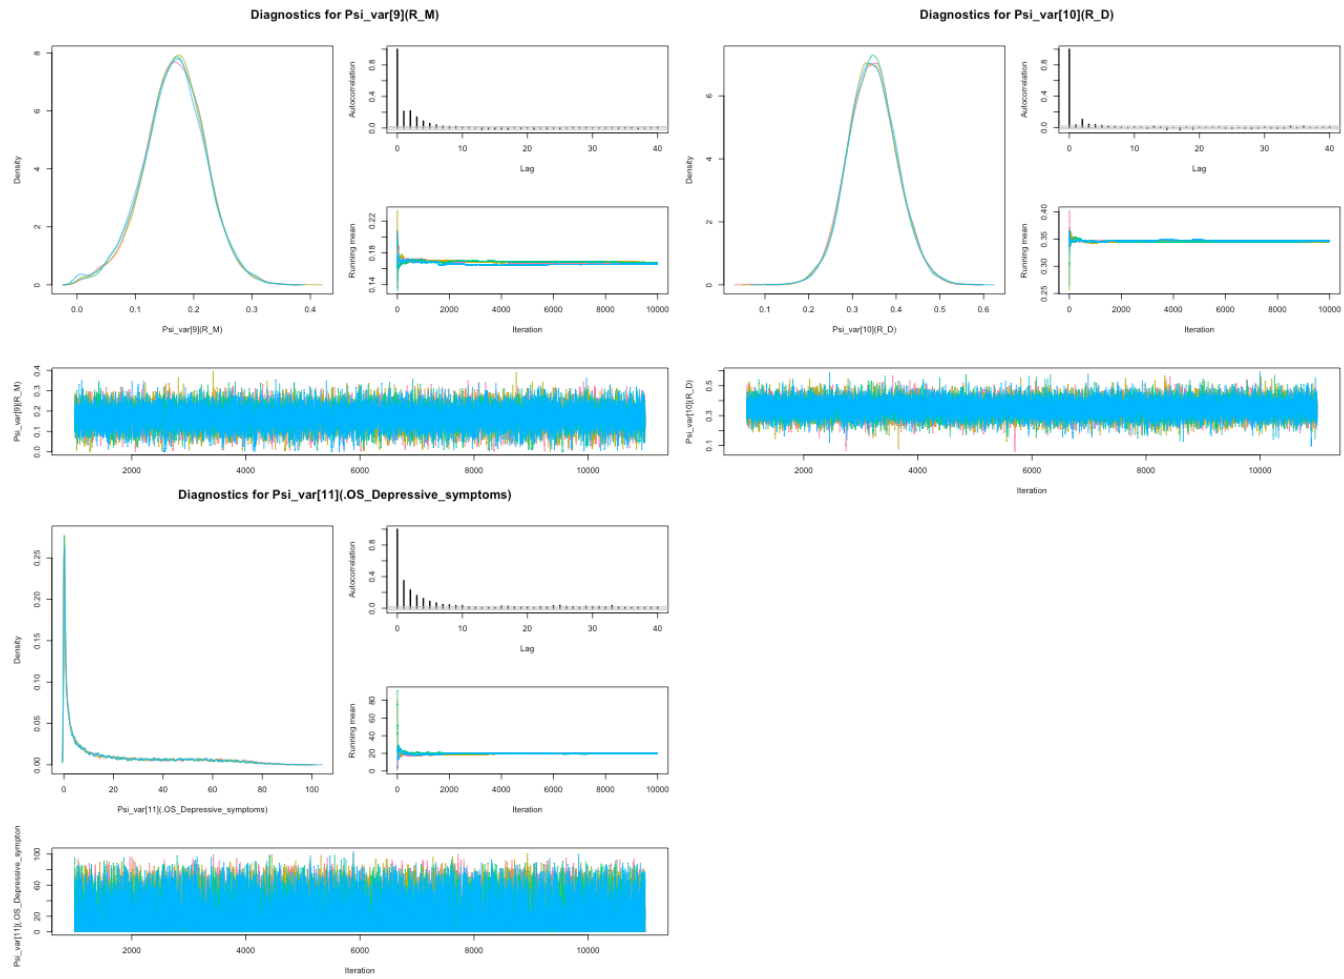 Diagnostics for Psi_var[9](R_M)
Density
0 2 4 6 8
0.0 0.1 0.2 0.3 0.4
Psi_var[9](R_M)
Autocorrelation
0.0 0.4 0.8
0 10 20 30 40
Lag
Running mean
0.14 0.18 0.22
0 2000 4000 6000 8000 10000
Iteration
Psi_var[9](R_M)
0.0 0.1 0.2 0.3 0.4
2000 4000 6000 8000 10000
Diagnostics for Psi_var[10](R_D)
Density
0 2 4 6
0.1 0.2 0.3 0.4 0.5 0.6
Psi_var[10](R_D)
Autocorrelation
0.0 0.4 0.8
0 10 20 30 40
Lag
Running mean
0.25 0.30 0.35 0.40
0 2000 4000 6000 8000 10000
Iteration
Psi_var[10](R_D)
0.1 0.3 0.5
2000 4000 6000 8000 10000
Iteration
Diagnostics for Psi_var[11](.OS_Depressive_symptoms)
Density
0.00 0.05 0.10 0.15 0.20 0.25
0 20 40 60 80 100
Psi_var[11](.OS_Depressive_symptoms)
Autocorrelation
0.0 0.4 0.8
0 10 20 30 40
Lag
Running mean
0 20 40 60 80
0 2000 4000 6000 8000 10000
Iteration
Psi_var[11](.OS_Depressive_sympton
0 20 60 100
2000 4000 6000 8000 10000
Iteration